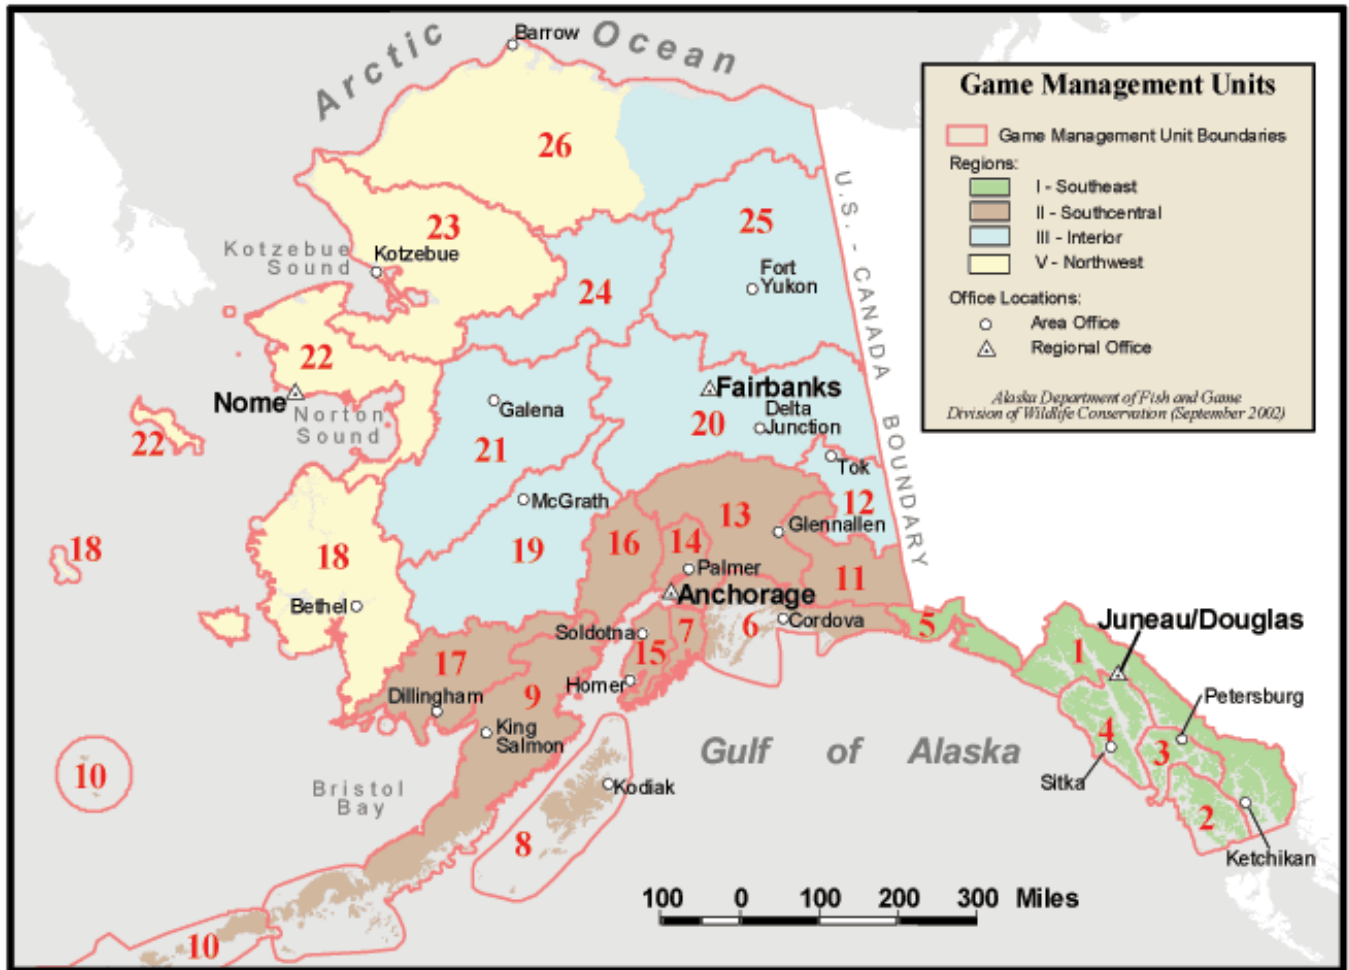 Barrow
Arctic Ocean
Game Management Units
Game Management Unit Boundaries
Regions:
I - Southeast
II - Southcentral
III - Interior
V - Northwest
Office Locations:
Area Office
Regional Office
Alaska Department of Fish and Game
Division of Wildlife Conservation (September 2002)
U.S. - CANADA BOUNDARY
26
25
23
Kotzebue
Sound
Kotzebue
Fort
Yukon
24
22
Nome
Norton
Sound
Galena
Fairbanks
Delta
Junction
20
22
21
Tok
McGrath
12
13
Glennallen
18
18
19
16
14
Palmer
11
Bethel
Anchorage
Cordova
6
5
Soldotna
7
15
Juneau/Douglas
1
17
Homer
9
Dillingham
Petersburg
King
Salmon
4
3
Gulf of Alaska
10
Sitka
Bristol
Bay
Kodiak
2
8
Ketchikan
100 0 100 200 300 Miles
10